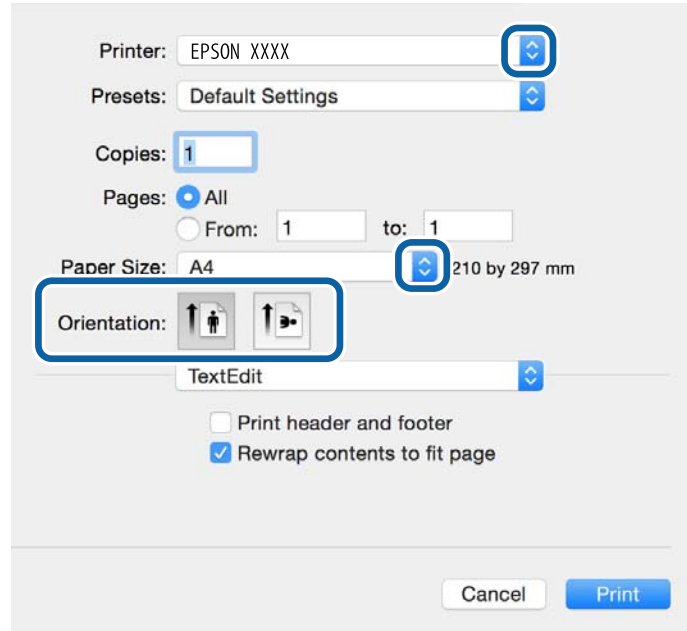 Printer: EPSON XXXX
Presets: Default Settings
Copies: 1
Pages: All
From: 1 to: 1
Paper Size: A4 210 by 297 mm
Orientation:
TextEdit
Print header and footer
Rewrap contents to fit page
Cancel Print